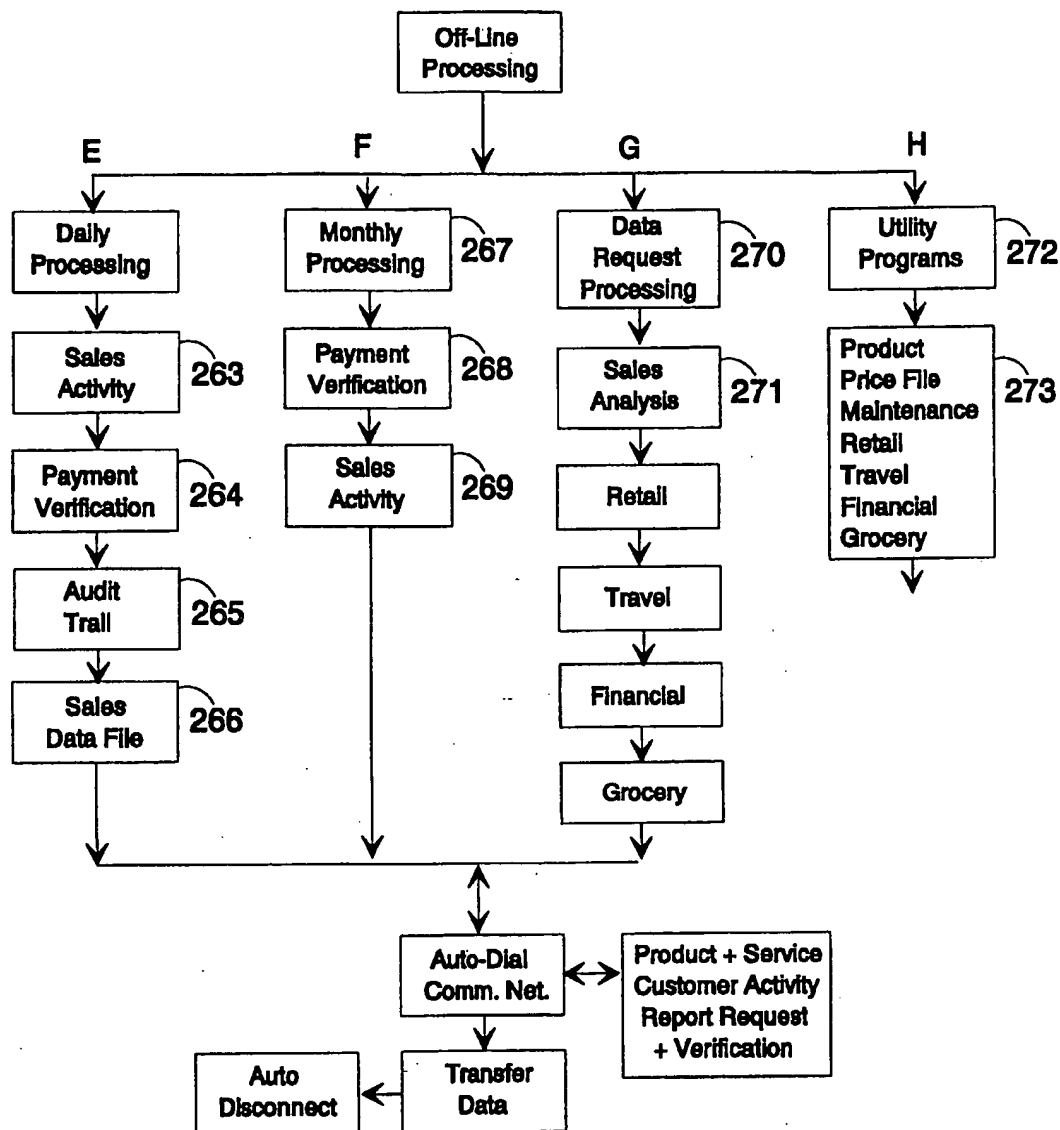 Off-Line
Processing
E
F
G
H
Daily
Processing
Monthly
Processing
267
Data
Request
Processing
270
Utility
Programs
272
Sales
Activity
263
Payment
Verification
268
Sales
Analysis
271
Product
Price File
Maintenance
Retail
Travel
Financial
Grocery
273
Payment
Verification
264
Sales
Activity
269
Retail
Audit
Trail
265
Travel
Sales
Data File
266
Financial
Grocery
Auto-Dial
Comm. Net.
Product + Service
Customer Activity
Report Request
+ Verification
Auto
Disconnect
Transfer
Data